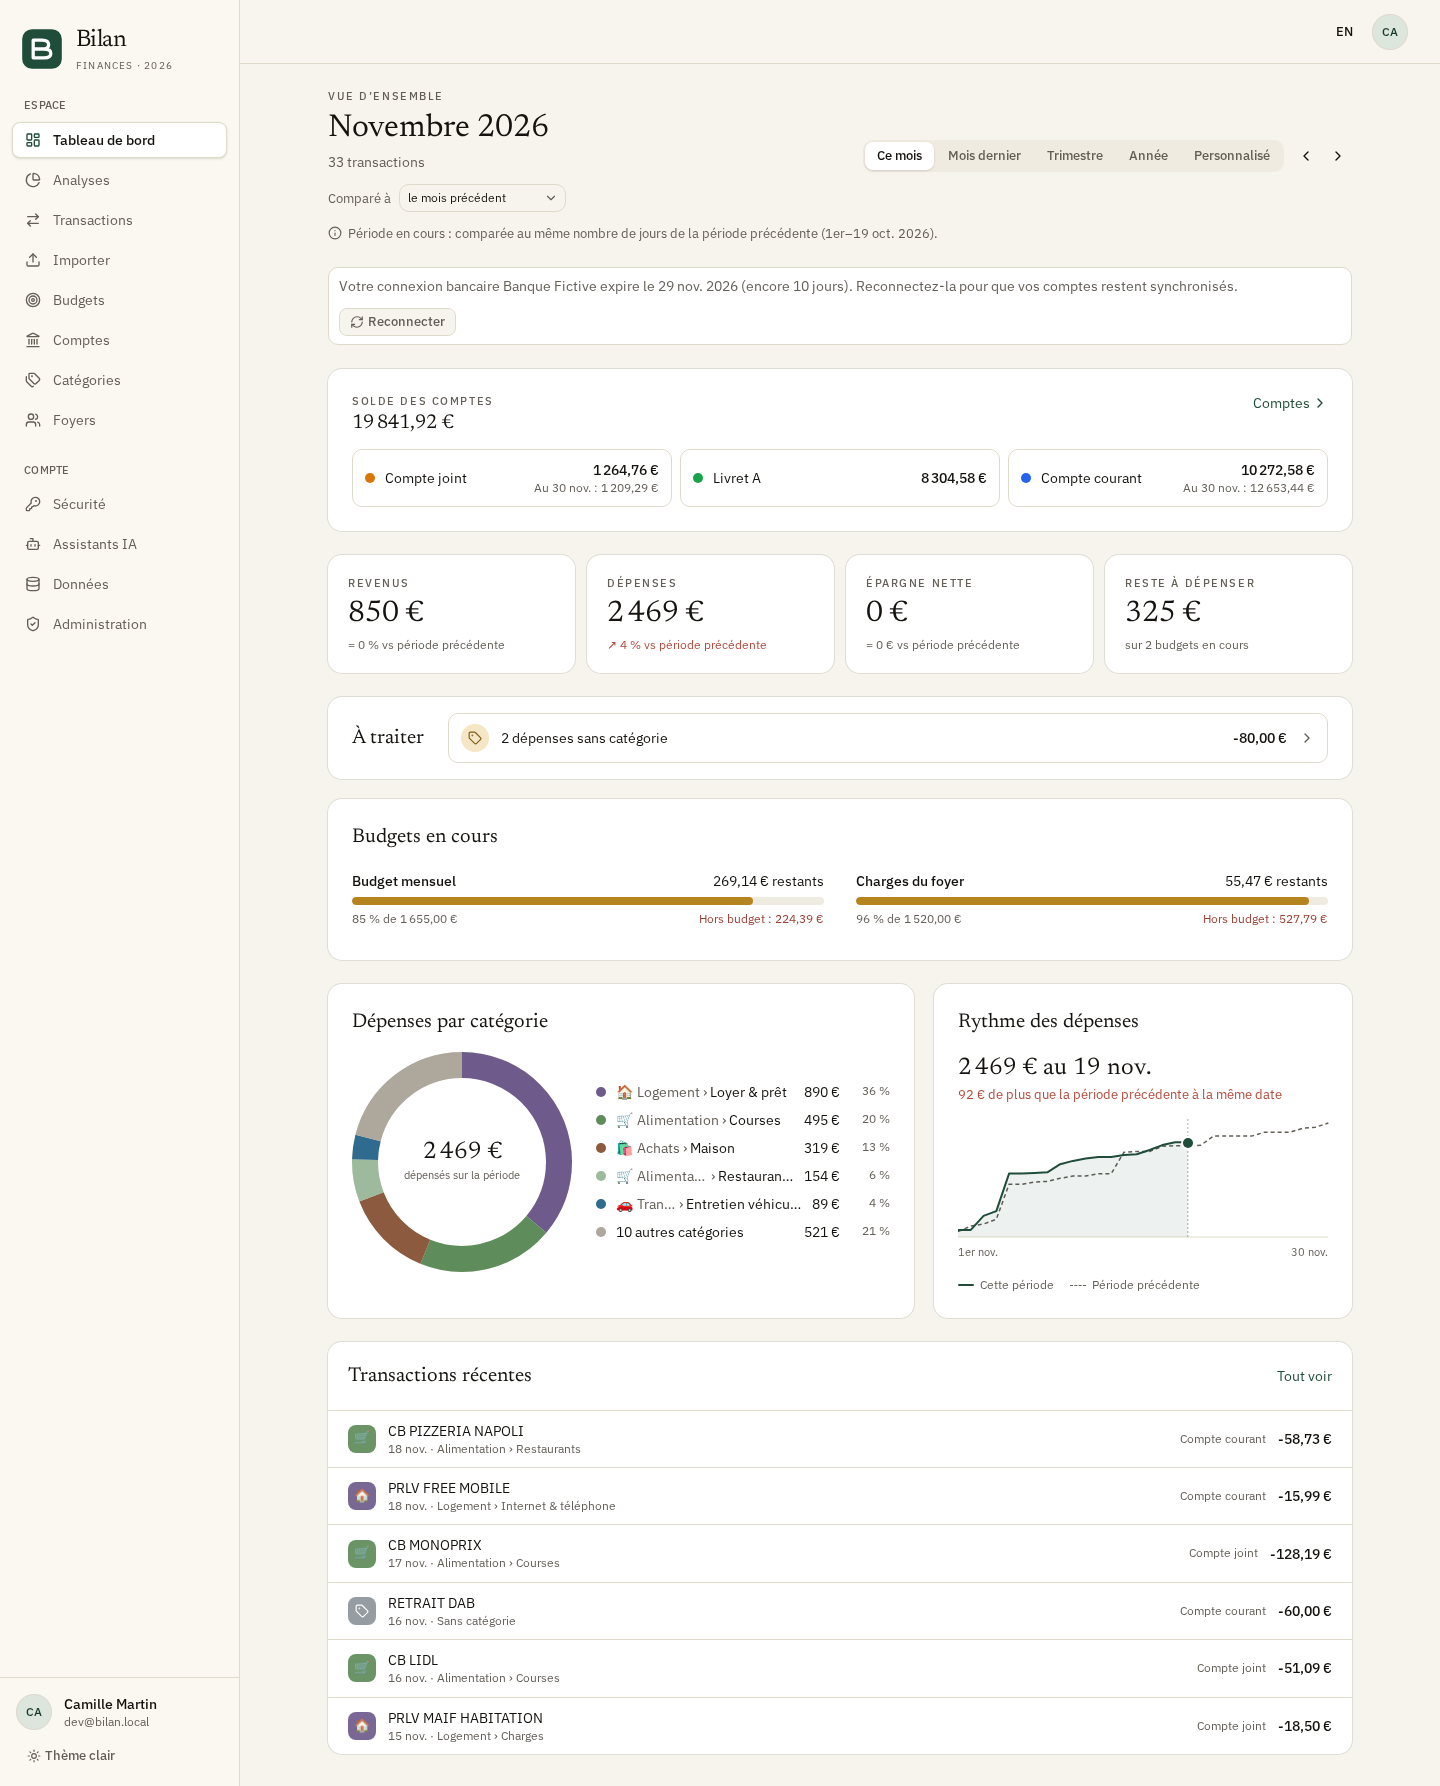 Bilan
FINANCES · 2026
ESPACE
Tableau de bord
Analyses
Transactions
Importer
Budgets
Comptes
Catégories
Foyers
COMPTE
Sécurité
Assistants IA
Données
Administration
CA
Camille Martin
dev@bilan.local
Thème clair
EN
CA
VUE D'ENSEMBLE
Novembre 2026
33 transactions
Ce mois
Mois dernier
Trimestre
Année
Personnalisé
Comparé à
le mois précédent
Période en cours : comparée au même nombre de jours de la période précédente (1er–19 oct. 2026).
Votre connexion bancaire Banque Fictive expire le 29 nov. 2026 (encore 10 jours). Reconnectez-la pour que vos comptes restent synchronisés.
Reconnecter
SOLDE DES COMPTES
19 841,92 €
Comptes
Compte joint
1 264,76 €
Au 30 nov. : 1 209,29 €
Livret A
8 304,58 €
Compte courant
10 272,58 €
Au 30 nov. : 12 653,44 €
REVENUS
850 €
= 0 % vs période précédente
DÉPENSES
2 469 €
↗ 4 % vs période précédente
ÉPARGNE NETTE
0 €
= 0 € vs période précédente
RESTE À DÉPENSER
325 €
sur 2 budgets en cours
À traiter
2 dépenses sans catégorie
-80,00 €
Budgets en cours
Budget mensuel
269,14 € restants
85 % de 1 655,00 €
Hors budget : 224,39 €
Charges du foyer
55,47 € restants
96 % de 1 520,00 €
Hors budget : 527,79 €
Dépenses par catégorie
2 469 €
dépensés sur la période
Logement › Loyer & prêt 890 € 36 %
Alimentation › Courses 495 € 20 %
Achats › Maison 319 € 13 %
Alimenta… › Restauran… 154 € 6 %
Tran… › Entretien véhicu… 89 € 4 %
10 autres catégories 521 € 21 %
Rythme des dépenses
2 469 € au 19 nov.
92 € de plus que la période précédente à la même date
1er nov.
30 nov.
Cette période
Période précédente
Transactions récentes
Tout voir
CB PIZZERIA NAPOLI
18 nov. · Alimentation › Restaurants
Compte courant -58,73 €
PRLV FREE MOBILE
18 nov. · Logement › Internet & téléphone
Compte courant -15,99 €
CB MONOPRIX
17 nov. · Alimentation › Courses
Compte joint -128,19 €
RETRAIT DAB
16 nov. · Sans catégorie
Compte courant -60,00 €
CB LIDL
16 nov. · Alimentation › Courses
Compte joint -51,09 €
PRLV MAIF HABITATION
15 nov. · Logement › Charges
Compte joint -18,50 €